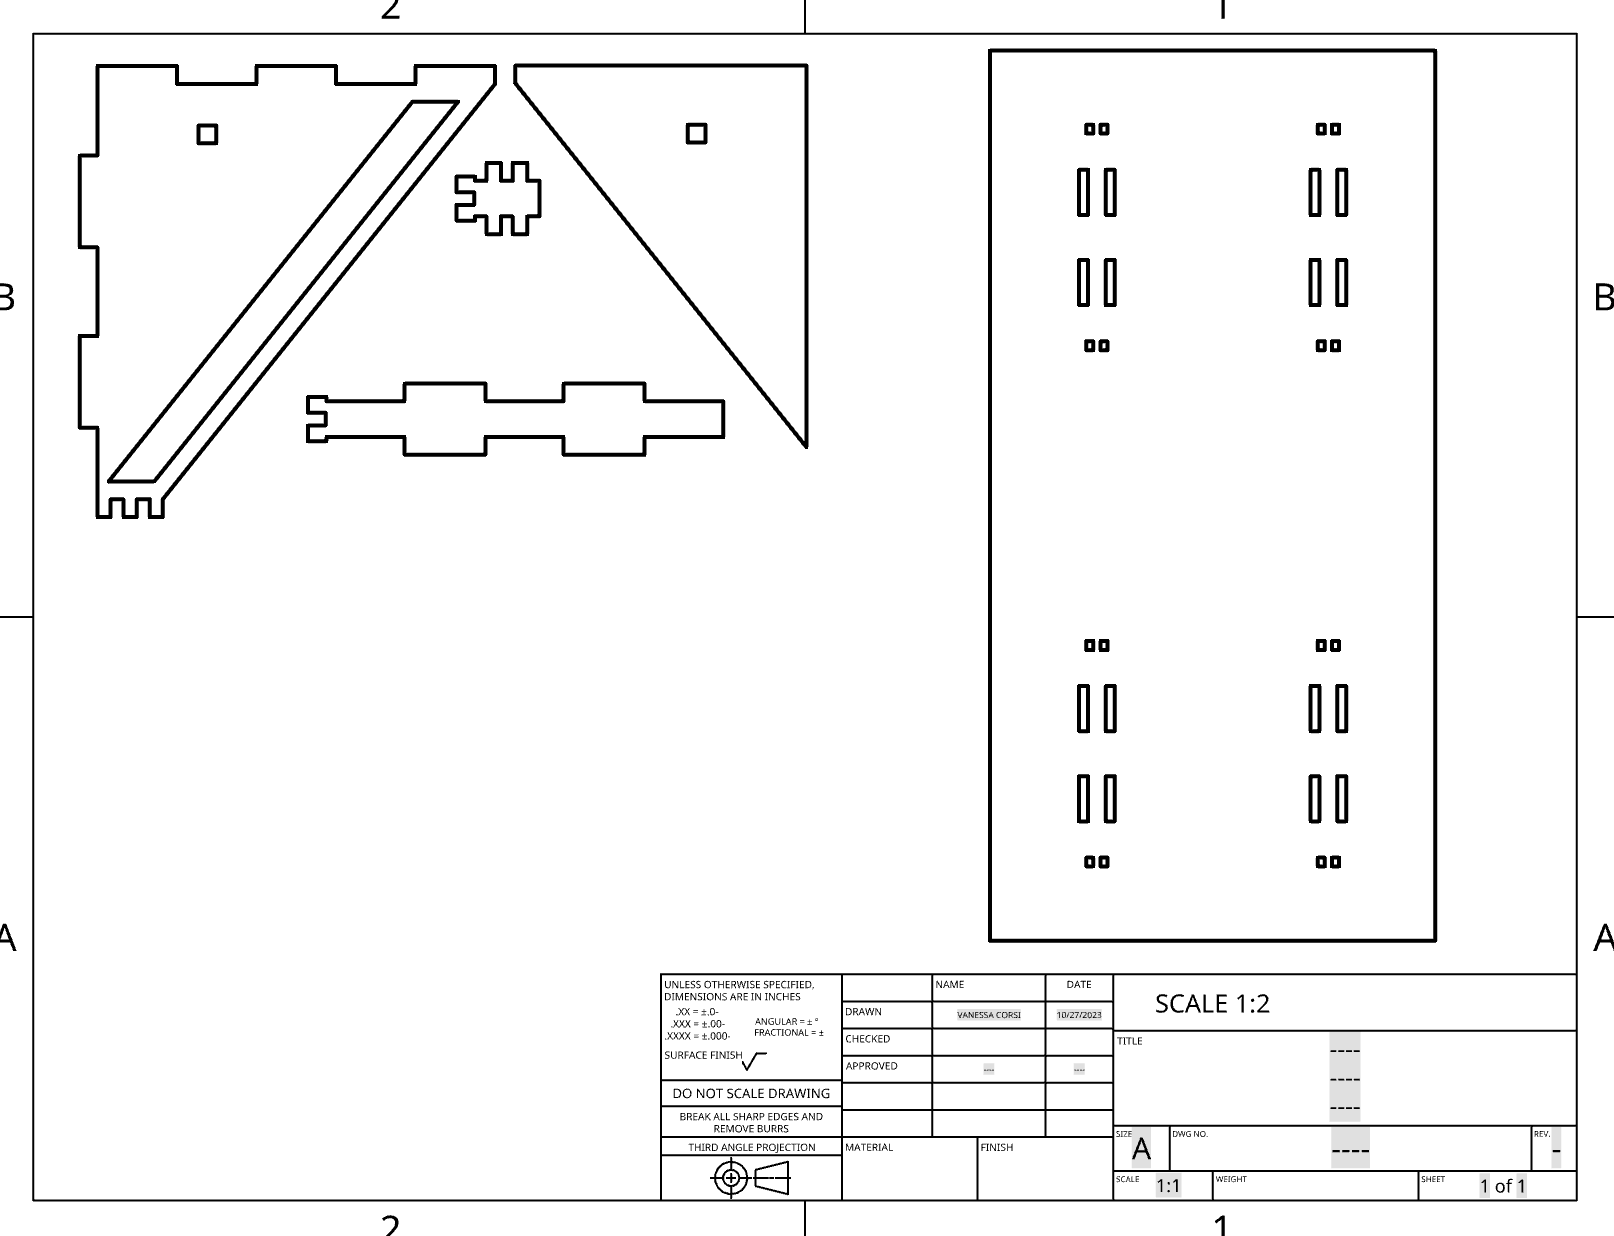 2 1
B B
A A
UNLESS OTHERWISE SPECIFIED,
DIMENSIONS ARE IN INCHES
.XX = ±.0-
.XXX = ±.00-
.XXXX = ±.000-
ANGULAR = ± °
FRACTIONAL = ±
SURFACE FINISH
DO NOT SCALE DRAWING
BREAK ALL SHARP EDGES AND
REMOVE BURRS
THIRD ANGLE PROJECTION
NAME DATE
DRAWN VANESSA CORSI 10/27/2023
CHECKED
APPROVED ---- ----
MATERIAL FINISH
SCALE 1:2
TITLE ----
----
----
SIZE A DWG NO. ---- REV. -
SCALE 1:1 WEIGHT SHEET 1 of 1
2 1